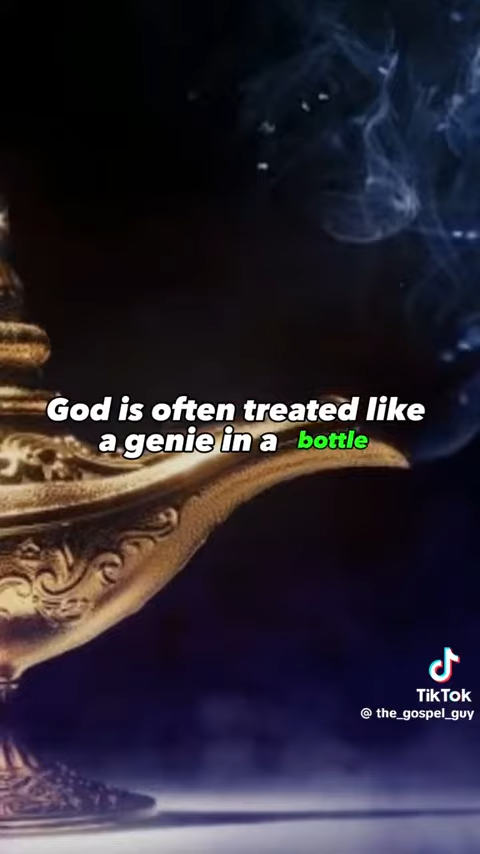 God is often treated like
a genie in a bottle
TikTok
@ the_gospel_guy